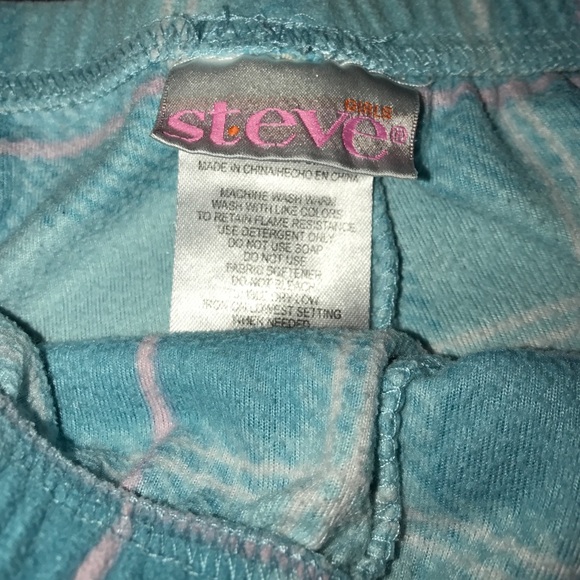 GIRLS
st.eve®
MADE IN CHINA/HECHO EN CHINA
MACHINE WASH WARM
WASH WITH LIKE COLORS
TO RETAIN FLAME RESISTANCE
USE DETERGENT ONLY
DO NOT USE SOAP
DO NOT USE
FABRIC SOFTENER
DO NOT BLEACH
TUMBLE DRY LOW
IRON ON LOWEST SETTING
WHEN NEEDED